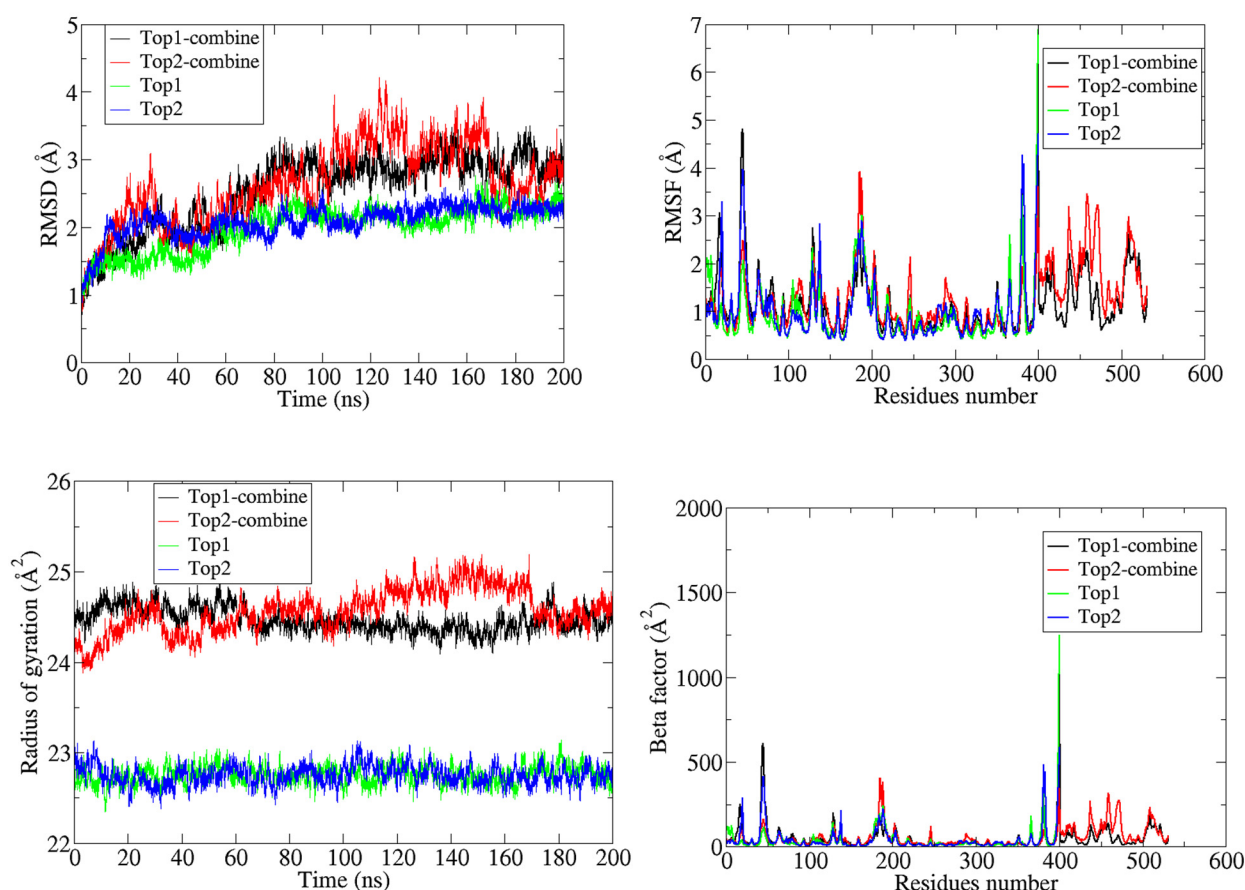 5
4
3
2
1
0
RMSD (Å)
Top1-combine
Top2-combine
Top1
Top2
0 20 40 60 80 100 120 140 160 180 200
Time (ns)
7
6
5
4
3
2
1
0
RMSF (Å)
Top1-combine
Top2-combine
Top1
Top2
0 100 200 300 400 500 600
Residues number
26
25
24
23
22
Radius of gyration (Å²)
Top1-combine
Top2-combine
Top1
Top2
0 20 40 60 80 100 120 140 160 180 200
Time (ns)
2000
1750
1500
1250
1000
750
500
250
0
Beta factor (Å²)
Top1-combine
Top2-combine
Top1
Top2
0 100 200 300 400 500 600
Residues number